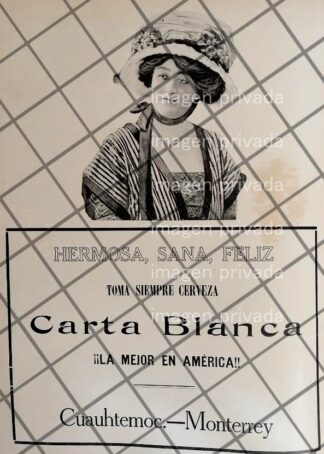 imagen privada
imagen privada
imagen privada
HERMOSA, SANA, FELIZ
imagen privada
TOMA SIEMPRE CERVEZA
Carta Blanca
imagen privada
¡¡LA MEJOR EN AMÉRICA!!
Cuauhtemoc.—Monterrey